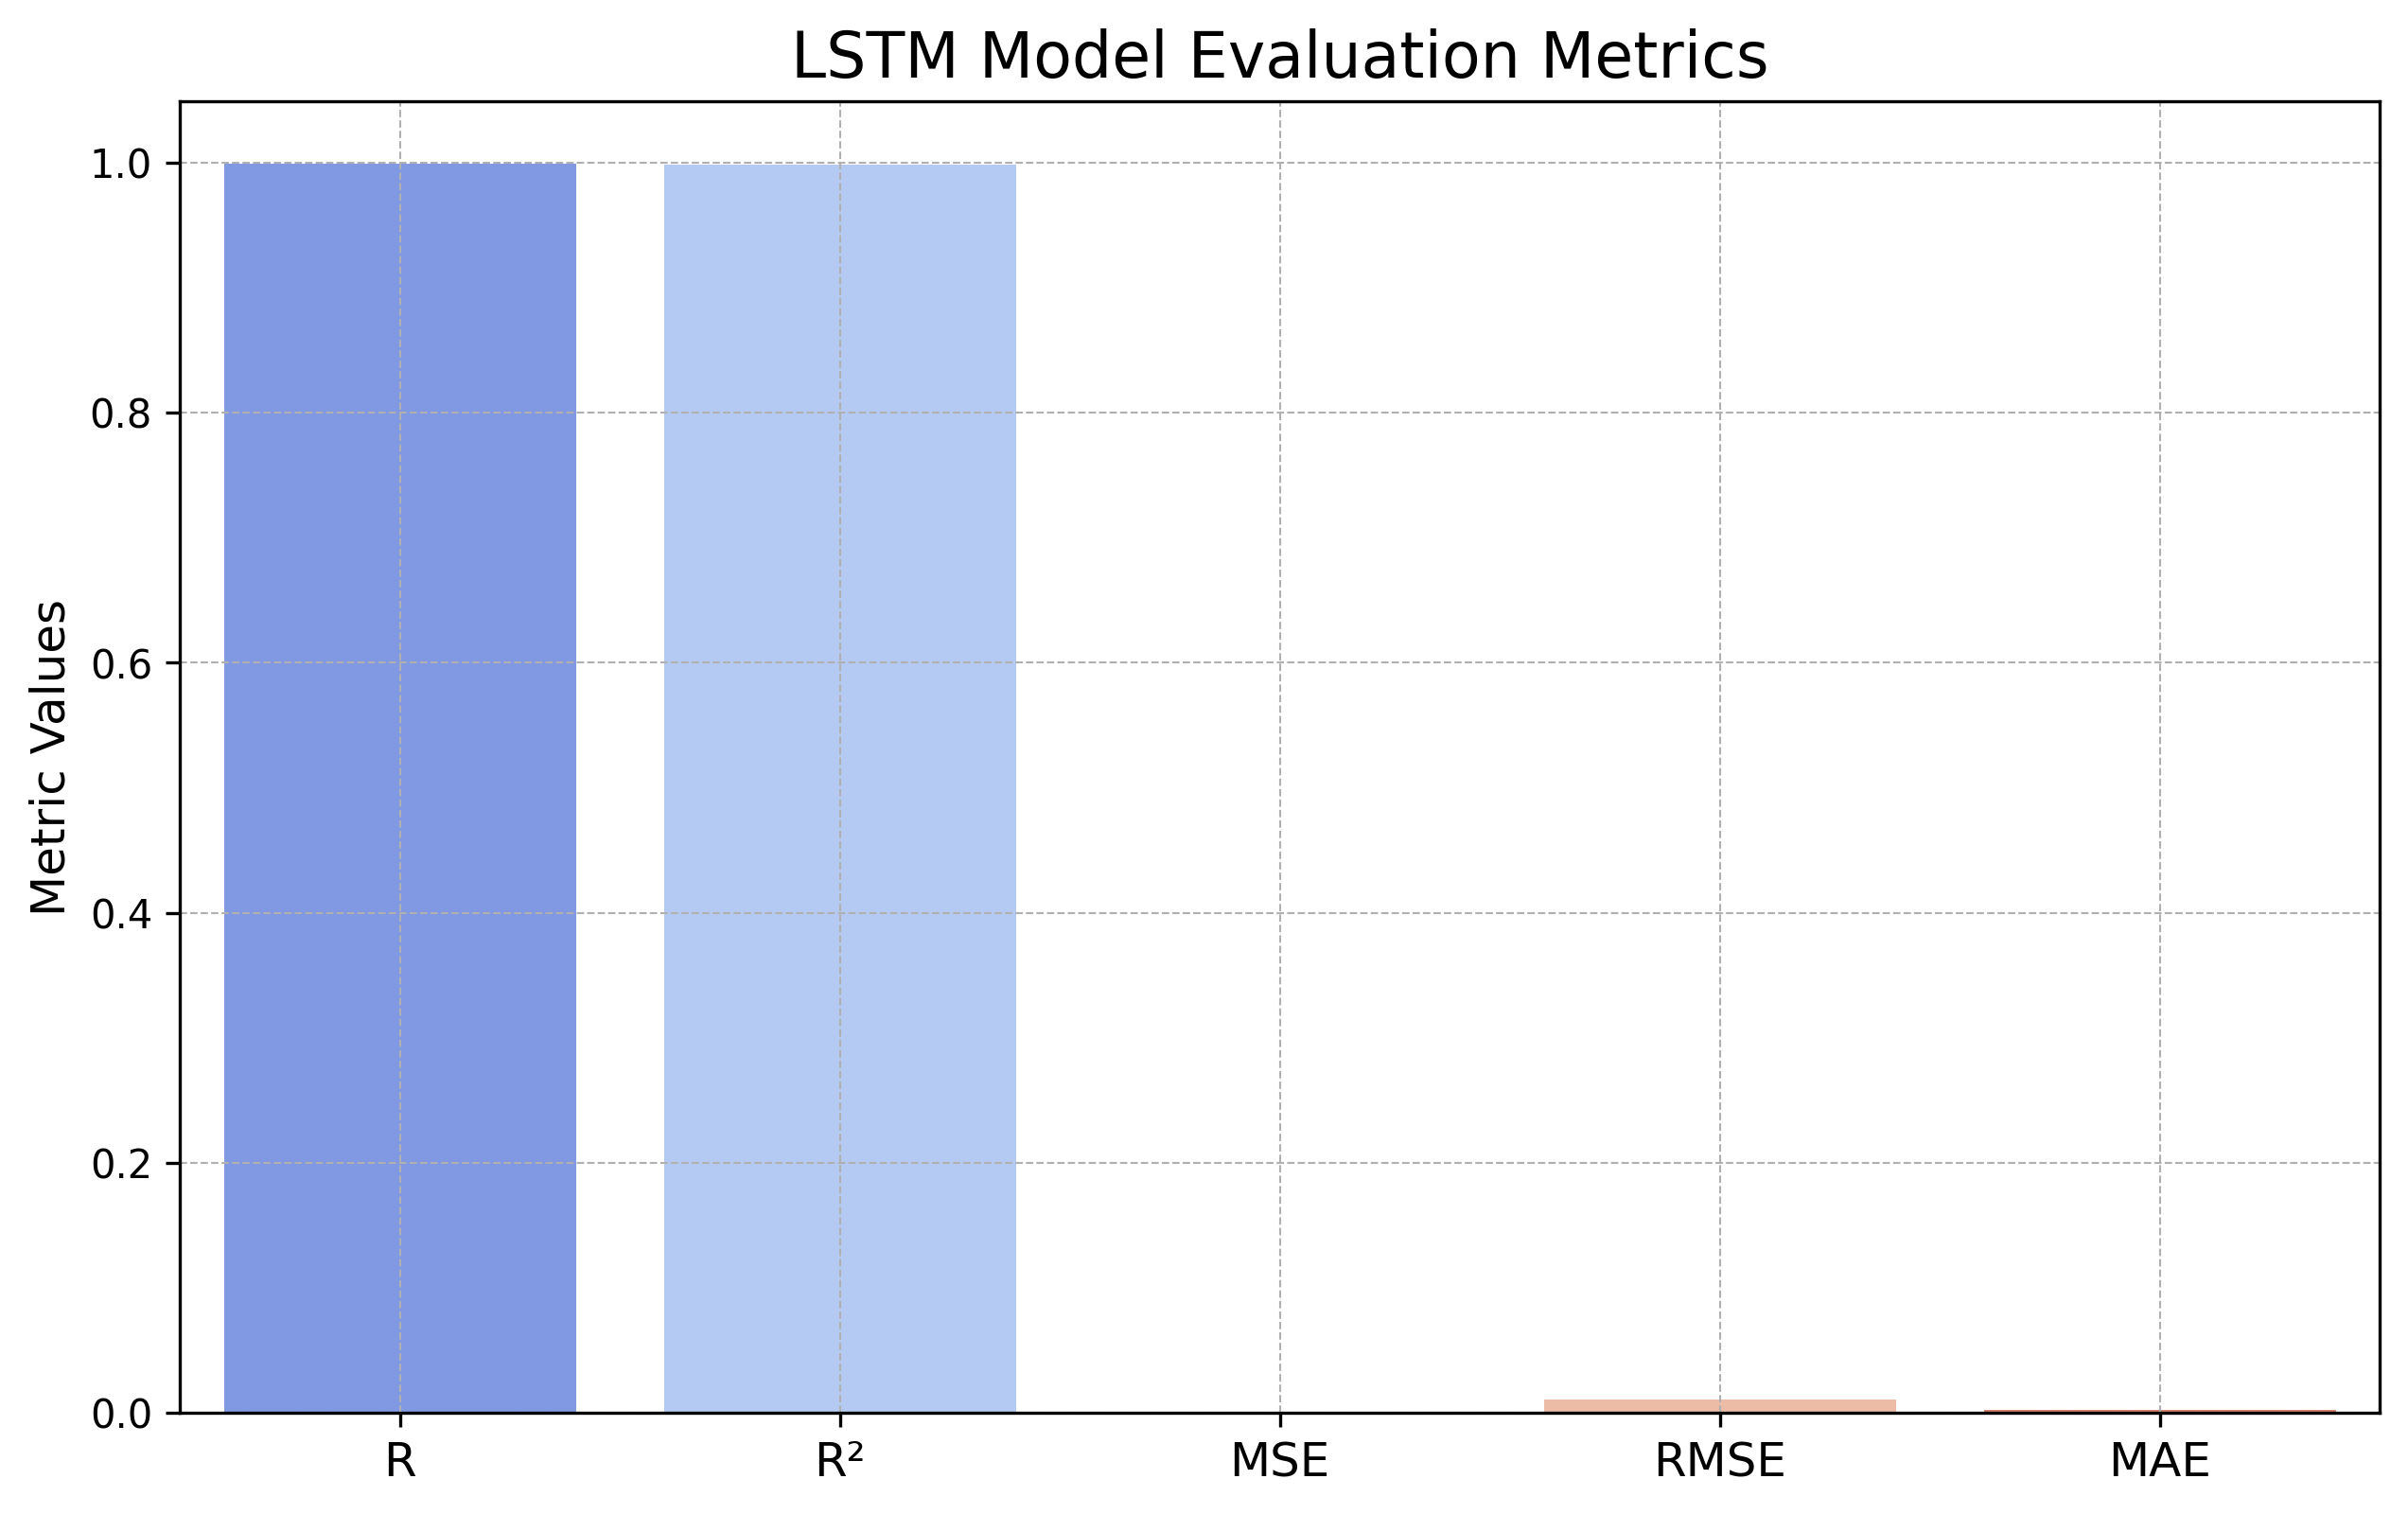 LSTM Model Evaluation Metrics
Metric Values
1.0
0.8
0.6
0.4
0.2
0.0
R
R²
MSE
RMSE
MAE